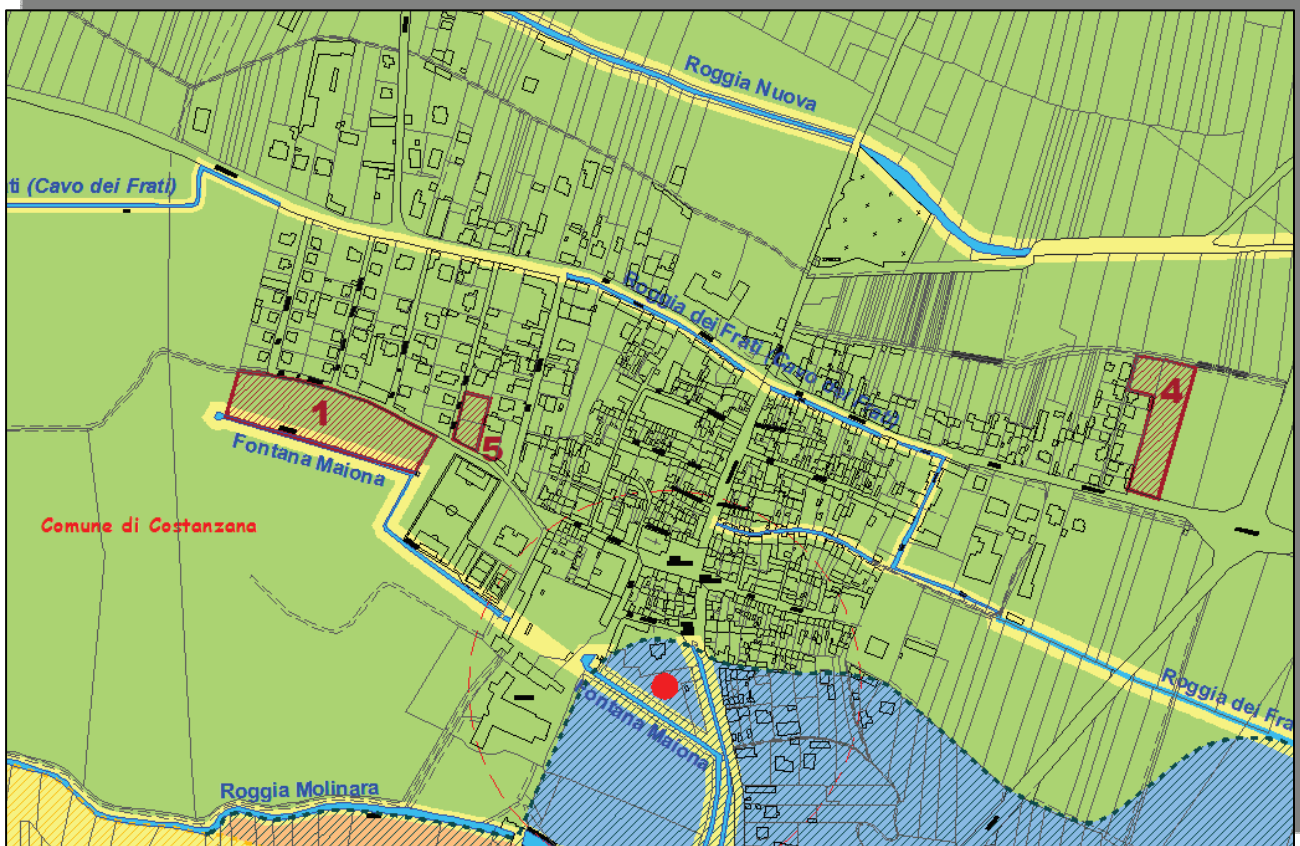 Roggia Nuova
ti (Cavo dei Frati)
Roggia dei Frati (Cavo dei Frati)
4
1
5
Fontana Maiona
Comune di Costanzana
Fontana Maiona
Roggia dei Fra
Roggia Molinara